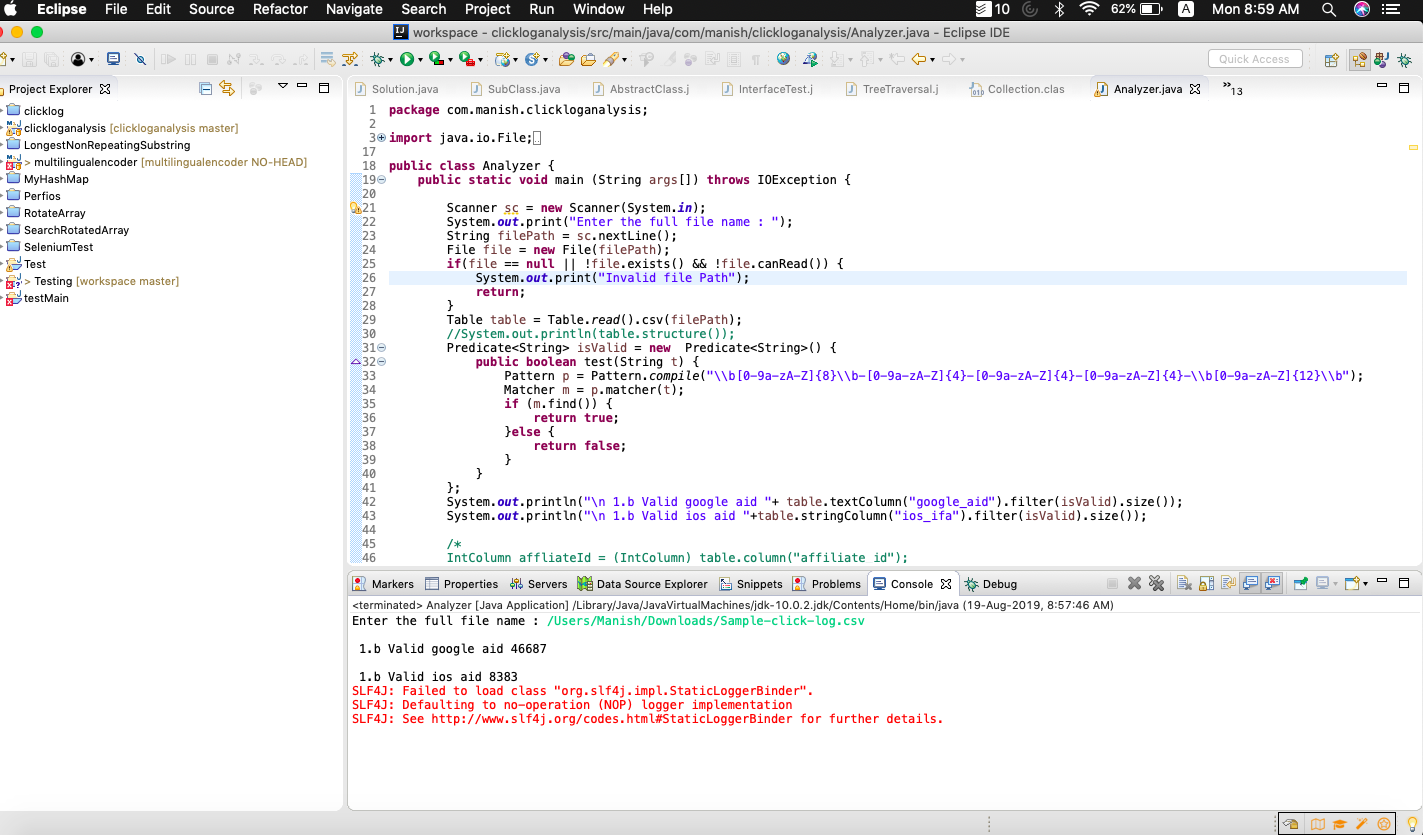 Eclipse File Edit Source Refactor Navigate Search Project Run Window Help 10 62% A Mon 8:59 AM
workspace - clickloganalysis/src/main/java/com/manish/clickloganalysis/Analyzer.java - Eclipse IDE
Quick Access
Project Explorer
clicklog
clickloganalysis [clickloganalysis master]
LongestNonRepeatingSubstring
> multilingualencoder [multilingualencoder NO-HEAD]
MyHashMap
Perfios
RotateArray
SearchRotatedArray
SeleniumTest
Test
> Testing [workspace master]
testMain
Solution.java SubClass.java AbstractClass.j InterfaceTest.j TreeTraversal.j Collection.clas Analyzer.java »13
1 package com.manish.clickloganalysis;
2
3 import java.io.File;
17
18 public class Analyzer {
19 public static void main (String args[]) throws IOException {
20
21 Scanner sc = new Scanner(System.in);
22 System.out.print("Enter the full file name : ");
23 String filePath = sc.nextLine();
24 File file = new File(filePath);
25 if(file == null || !file.exists() && !file.canRead()) {
26 System.out.print("Invalid file Path");
27 return;
28 }
29 Table table = Table.read().csv(filePath);
30 //System.out.println(table.structure());
31 Predicate<String> isValid = new  Predicate<String>() {
32 public boolean test(String t) {
33 Pattern p = Pattern.compile("\\b[0-9a-zA-Z]{8}\\b-[0-9a-zA-Z]{4}-[0-9a-zA-Z]{4}-[0-9a-zA-Z]{4}-\\b[0-9a-zA-Z]{12}\\b");
34 Matcher m = p.matcher(t);
35 if (m.find()) {
36 return true;
37 }else {
38 return false;
39 }
40 }
41 };
42 System.out.println("\n 1.b Valid google aid "+ table.textColumn("google_aid").filter(isValid).size());
43 System.out.println("\n 1.b Valid ios aid "+table.stringColumn("ios_ifa").filter(isValid).size());
44
45 /*
46 IntColumn affliateId = (IntColumn) table.column("affiliate_id");
Markers Properties Servers Data Source Explorer Snippets Problems Console Debug
<terminated> Analyzer [Java Application] /Library/Java/JavaVirtualMachines/jdk-10.0.2.jdk/Contents/Home/bin/java (19-Aug-2019, 8:57:46 AM)
Enter the full file name : /Users/Manish/Downloads/Sample-click-log.csv
1.b Valid google aid 46687
1.b Valid ios aid 8383
SLF4J: Failed to load class "org.slf4j.impl.StaticLoggerBinder".
SLF4J: Defaulting to no-operation (NOP) logger implementation
SLF4J: See http://www.slf4j.org/codes.html#StaticLoggerBinder for further details.